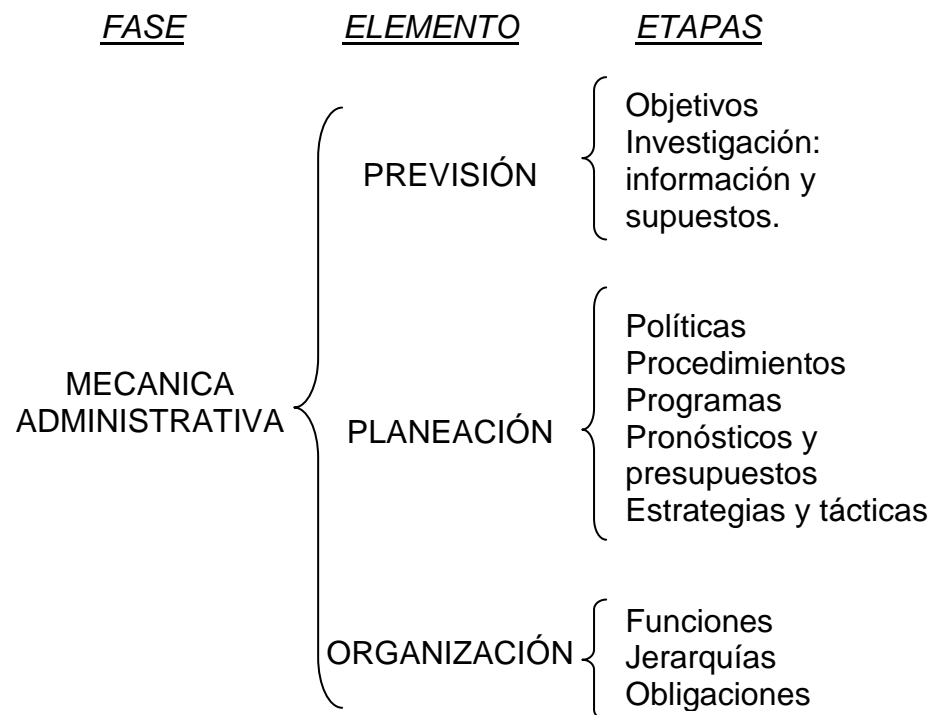 FASE ELEMENTO ETAPAS
Objetivos
Investigación:
información y
supuestos.
PREVISIÓN
Políticas
Procedimientos
Programas
Pronósticos y
presupuestos
Estrategias y tácticas
MECANICA
ADMINISTRATIVA
PLANEACIÓN
Funciones
Jerarquías
Obligaciones
ORGANIZACIÓN